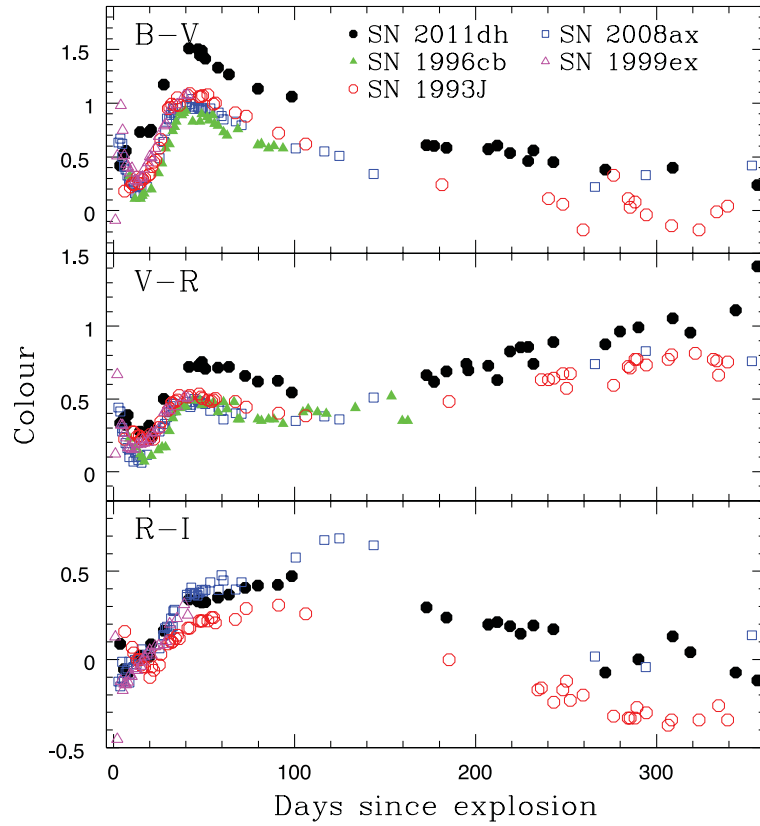 B−V
SN 2011dh
SN 2008ax
SN 1996cb
SN 1999ex
SN 1993J
1.5
1
0.5
0
V−R
1.5
1
0.5
0
R−I
0.5
0
-0.5
Colour
0
100
200
300
Days since explosion